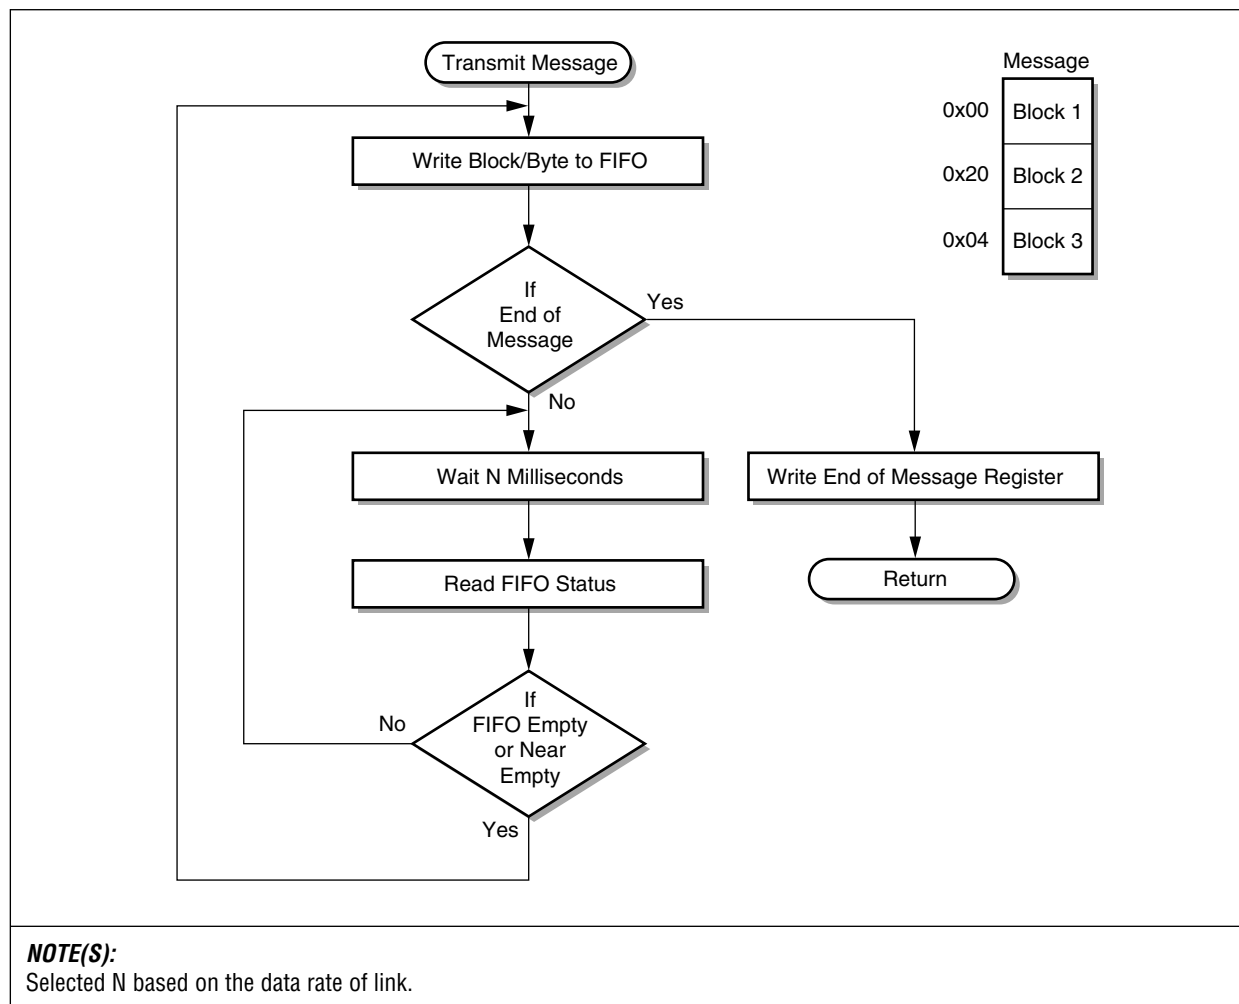 Transmit Message
Message
0x00 Block 1
Write Block/Byte to FIFO
0x20 Block 2
0x04 Block 3
If
End of
Message
Yes
No
Wait N Milliseconds
Write End of Message Register
Read FIFO Status
Return
If
FIFO Empty
or Near
Empty
No
Yes
NOTE(S):
Selected N based on the data rate of link.